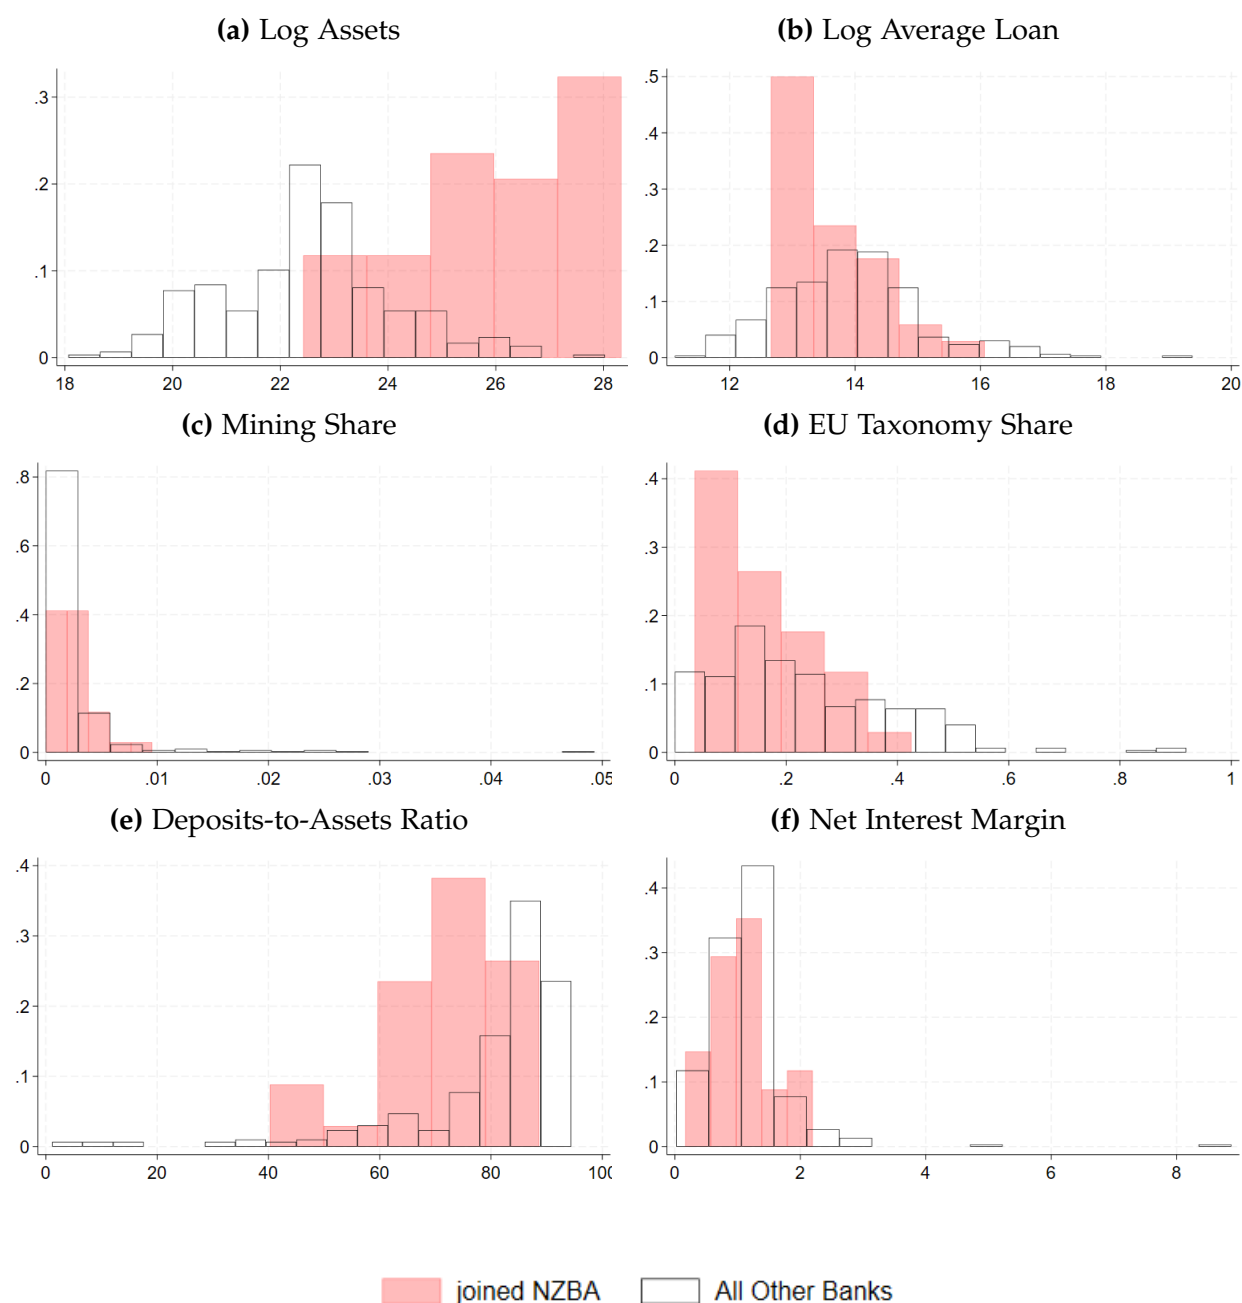 (a) Log Assets
(b) Log Average Loan
.3
.2
.1
0
18 20 22 24 26 28
.5
.4
.3
.2
.1
0
12 14 16 18 20
(c) Mining Share
(d) EU Taxonomy Share
.8
.6
.4
.2
0
0 .01 .02 .03 .04 .05
.4
.3
.2
.1
0
0 .2 .4 .6 .8 1
(e) Deposits-to-Assets Ratio
(f) Net Interest Margin
.4
.3
.2
.1
0
0 20 40 60 80 100
.4
.3
.2
.1
0
0 2 4 6 8
joined NZBA All Other Banks